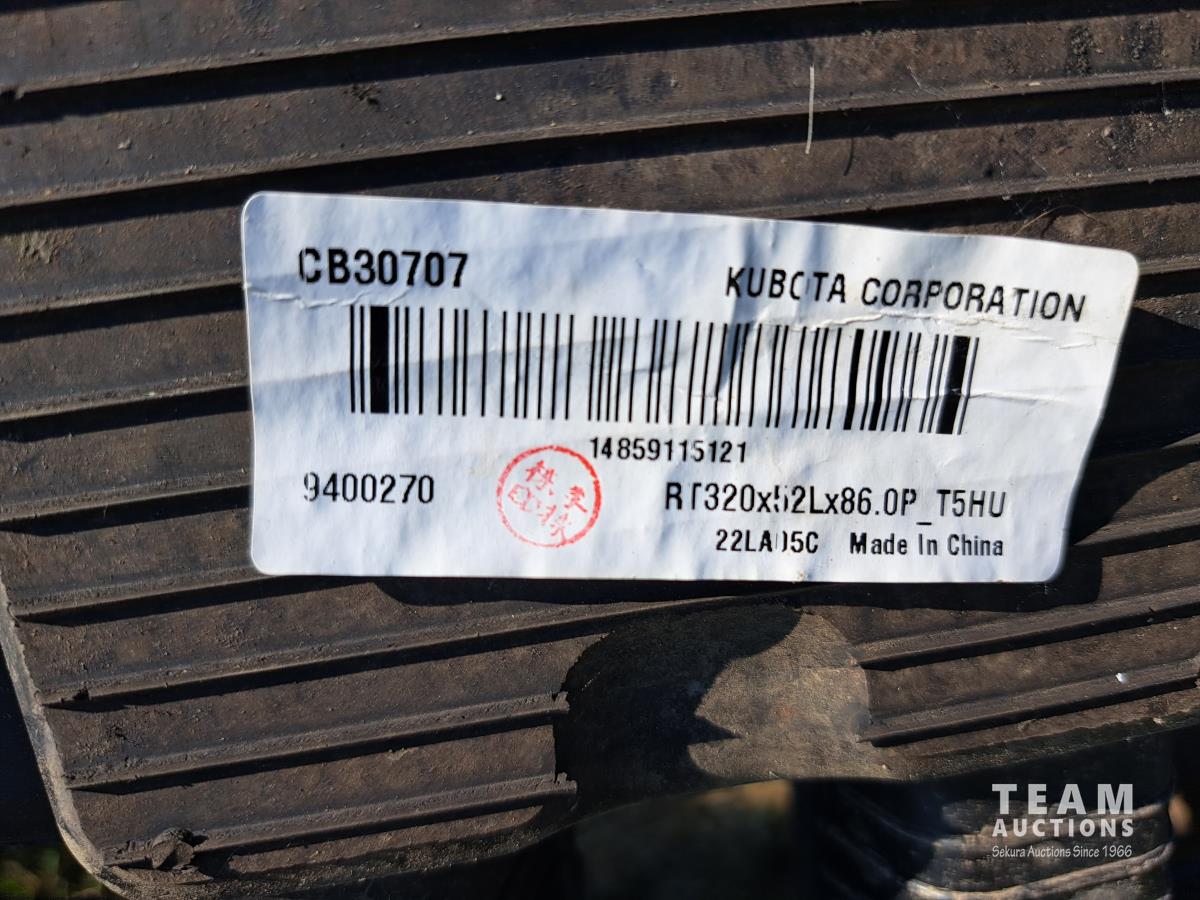 CB30707
KUBOTA CORPORATION
14859115121
9400270
RT320x52Lx86.0P_T5HU
22LA05C Made In China
TEAM
AUCTIONS
Sekura Auctions Since 1966